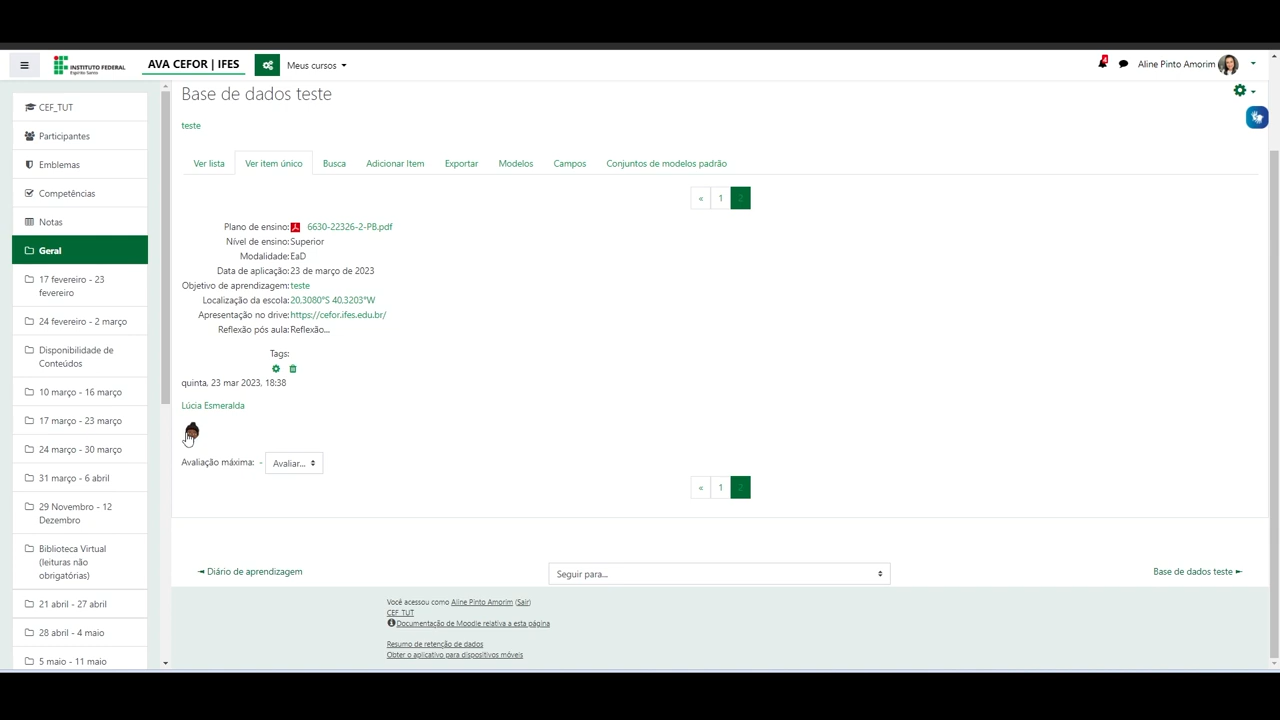 INSTITUTO FEDERAL
Espírito Santo
AVA CEFOR | IFES
Meus cursos
Aline Pinto Amorim
CEF_TUT
Participantes
Emblemas
Competências
Notas
Geral
17 fevereiro - 23
fevereiro
24 fevereiro - 2 março
Disponibilidade de
Conteúdos
10 março - 16 março
17 março - 23 março
24 março - 30 março
31 março - 6 abril
29 Novembro - 12
Dezembro
Biblioteca Virtual
(leituras não
obrigatórias)
21 abril - 27 abril
28 abril - 4 maio
5 maio - 11 maio
Base de dados teste
teste
Ver lista
Ver item único
Busca
Adicionar Item
Exportar
Modelos
Campos
Conjuntos de modelos padrão
« 1 2
Plano de ensino: 6630-22326-2-PB.pdf
Nível de ensino: Superior
Modalidade: EaD
Data de aplicação: 23 de março de 2023
Objetivo de aprendizagem: teste
Localização da escola: 20.3080°S 40.3203°W
Apresentação no drive: https://cefor.ifes.edu.br/
Reflexão pós aula: Reflexão...
Tags:
quinta, 23 mar 2023, 18:38
Lúcia Esmeralda
Avaliação máxima: - Avaliar...
« 1 2
◄ Diário de aprendizagem
Seguir para...
Base de dados teste ►
Você acessou como Aline Pinto Amorim (Sair)
CEF_TUT
Documentação de Moodle relativa a esta página
Resumo de retenção de dados
Obter o aplicativo para dispositivos móveis